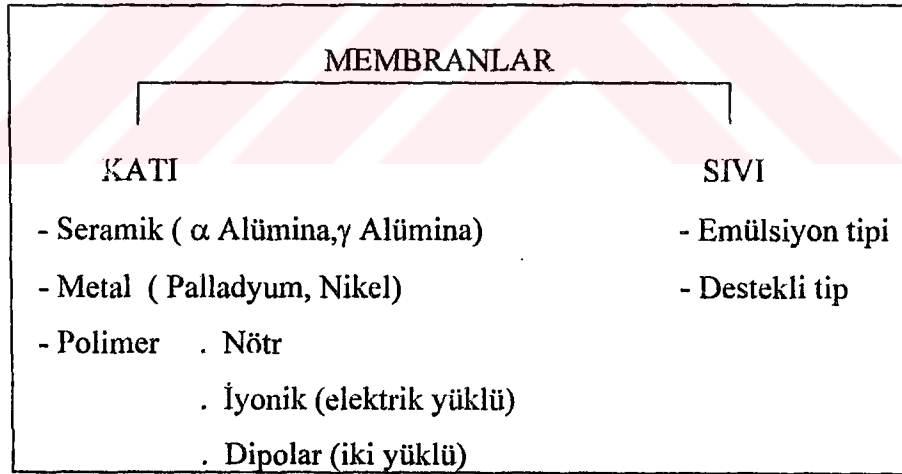 MEMBRANLAR
KATI SIVI
- Seramik ( α Alümina,γ Alümina) - Emülsiyon tipi
- Metal ( Palladyum, Nikel) - Destekli tip
- Polimer . Nötr
. İyonik (elektrik yüklü)
. Dipolar (iki yüklü)